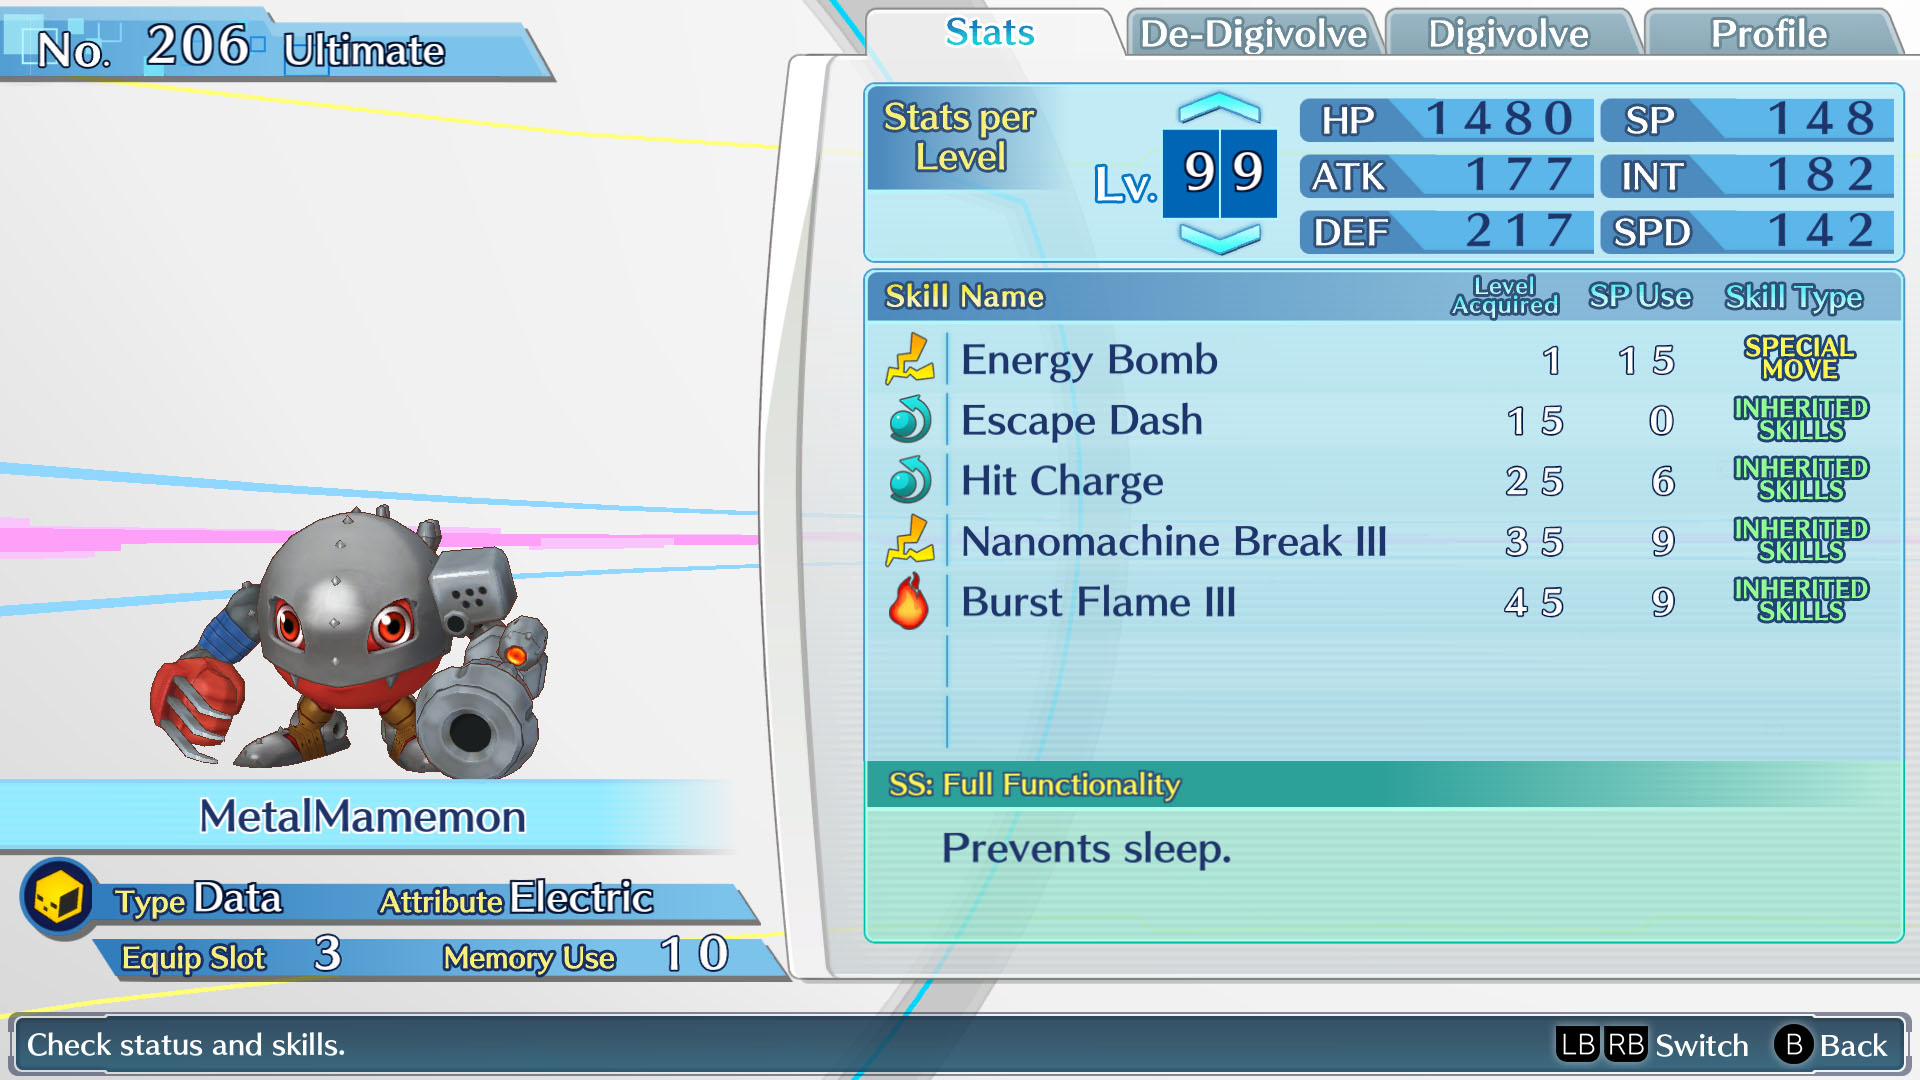 No. 206 Ultimate
Stats De-Digivolve Digivolve Profile
Stats per
Level
Lv. 99
HP 1480 SP 148
ATK 177 INT 182
DEF 217 SPD 142
Skill Name Level Acquired SP Use Skill Type
Energy Bomb 1 15 SPECIAL MOVE
Escape Dash 15 0 INHERITED SKILLS
Hit Charge 25 6 INHERITED SKILLS
Nanomachine Break III 35 9 INHERITED SKILLS
Burst Flame III 45 9 INHERITED SKILLS
SS: Full Functionality
Prevents sleep.
MetalMamemon
Type Data Attribute Electric
Equip Slot 3 Memory Use 10
Check status and skills.
LB RB Switch B Back